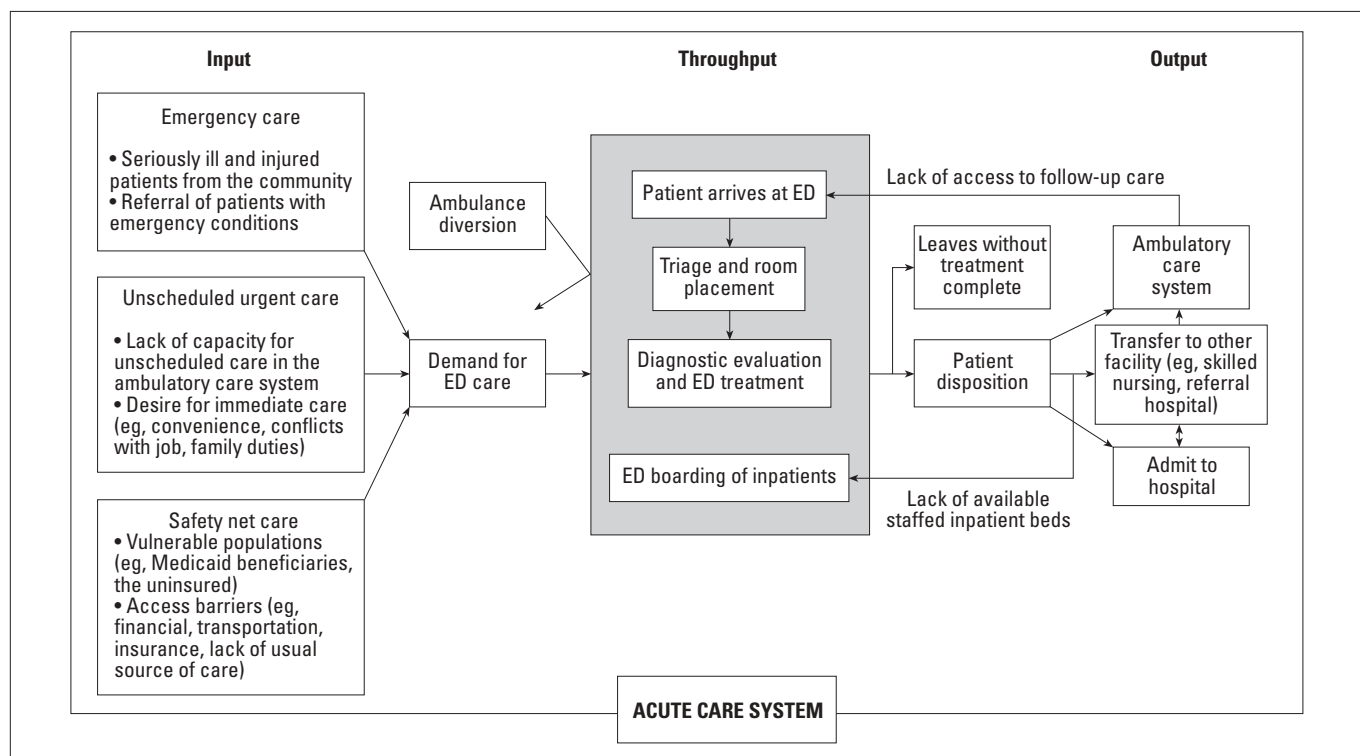 Input
Throughput
Output
Emergency care
• Seriously ill and injured
patients from the community
• Referral of patients with
emergency conditions
Unscheduled urgent care
• Lack of capacity for
unscheduled care in the
ambulatory care system
• Desire for immediate care
(eg, convenience, conflicts
with job, family duties)
Safety net care
• Vulnerable populations
(eg, Medicaid beneficiaries,
the uninsured)
• Access barriers (eg,
financial, transportation,
insurance, lack of usual
source of care)
Ambulance
diversion
Demand for
ED care
Patient arrives at ED
Triage and room
placement
Diagnostic evaluation
and ED treatment
ED boarding of inpatients
Lack of access to follow-up care
Leaves without
treatment
complete
Patient
disposition
Lack of available
staffed inpatient beds
Ambulatory
care
system
Transfer to other
facility (eg, skilled
nursing, referral
hospital)
Admit to
hospital
ACUTE CARE SYSTEM